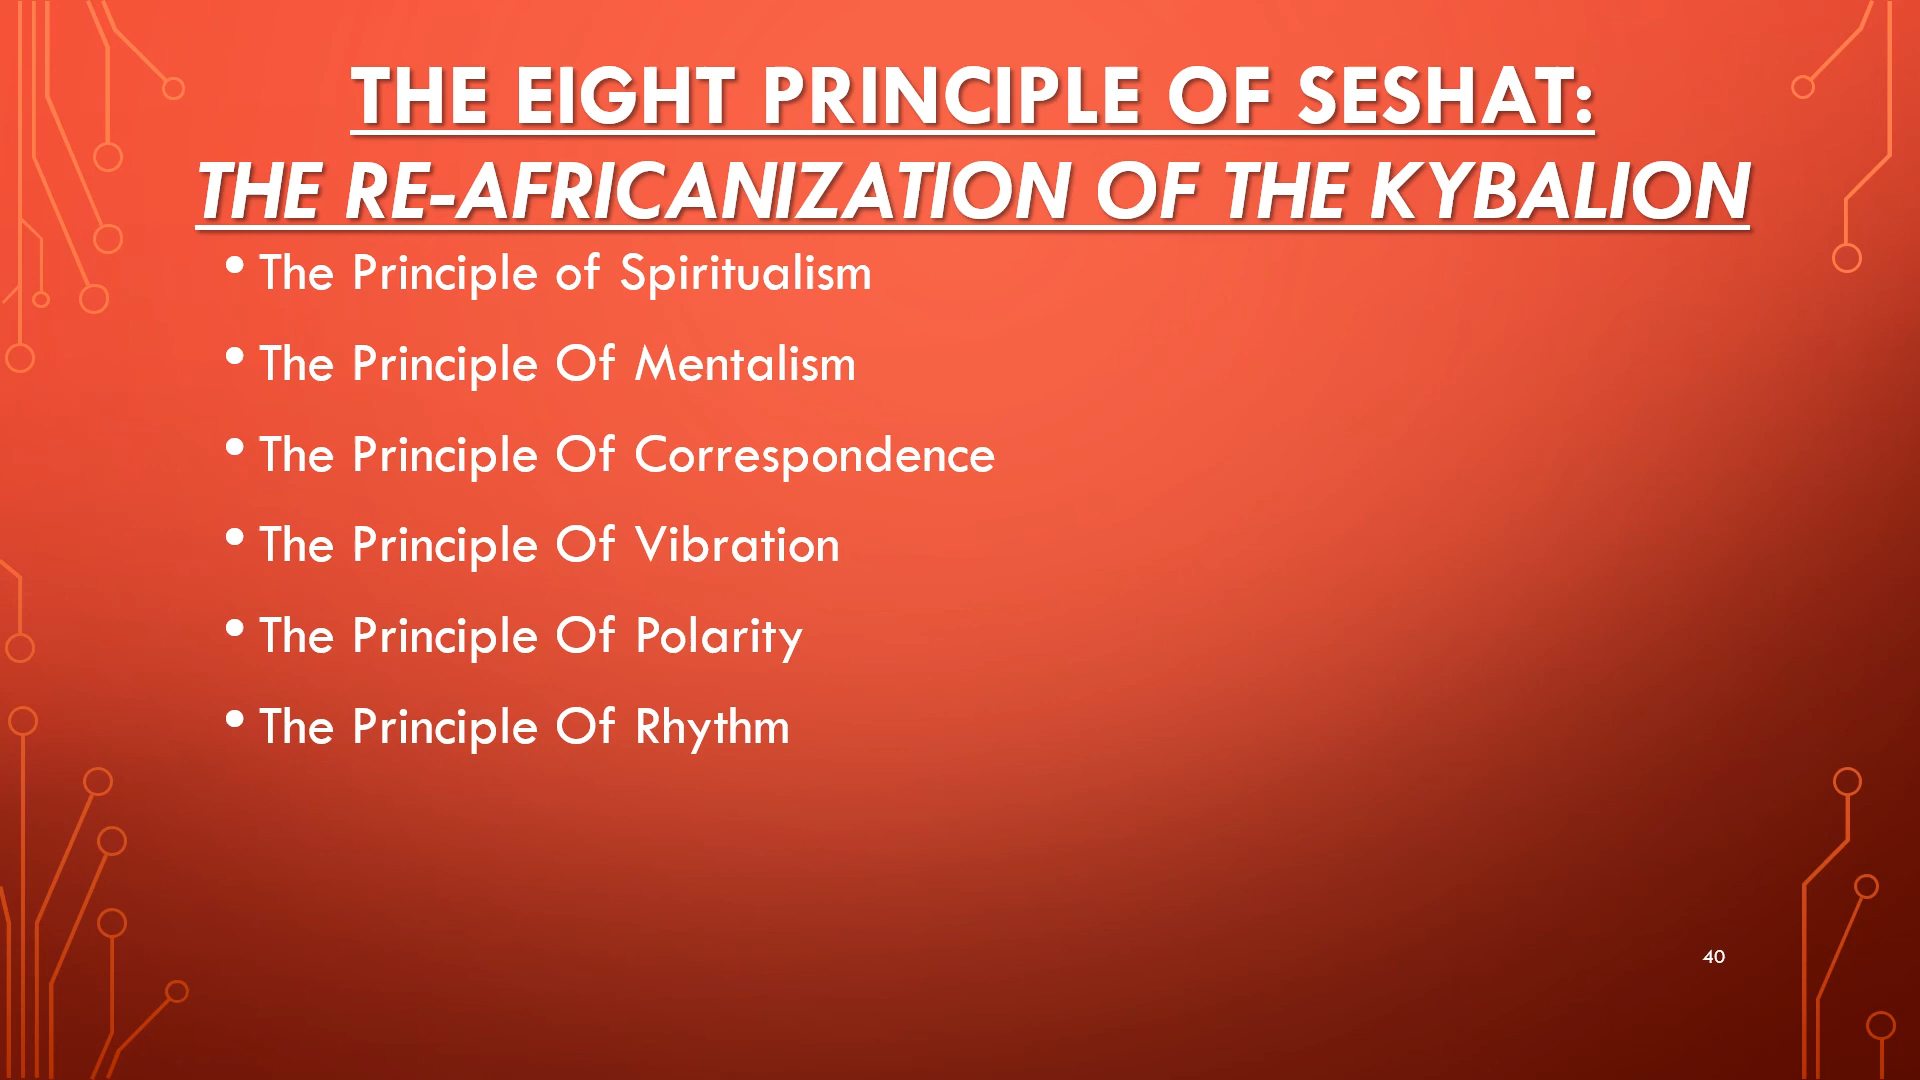 THE EIGHT PRINCIPLE OF SESHAT:
THE RE-AFRICANIZATION OF THE KYBALION
• The Principle of Spiritualism
• The Principle Of Mentalism
• The Principle Of Correspondence
• The Principle Of Vibration
• The Principle Of Polarity
• The Principle Of Rhythm
40